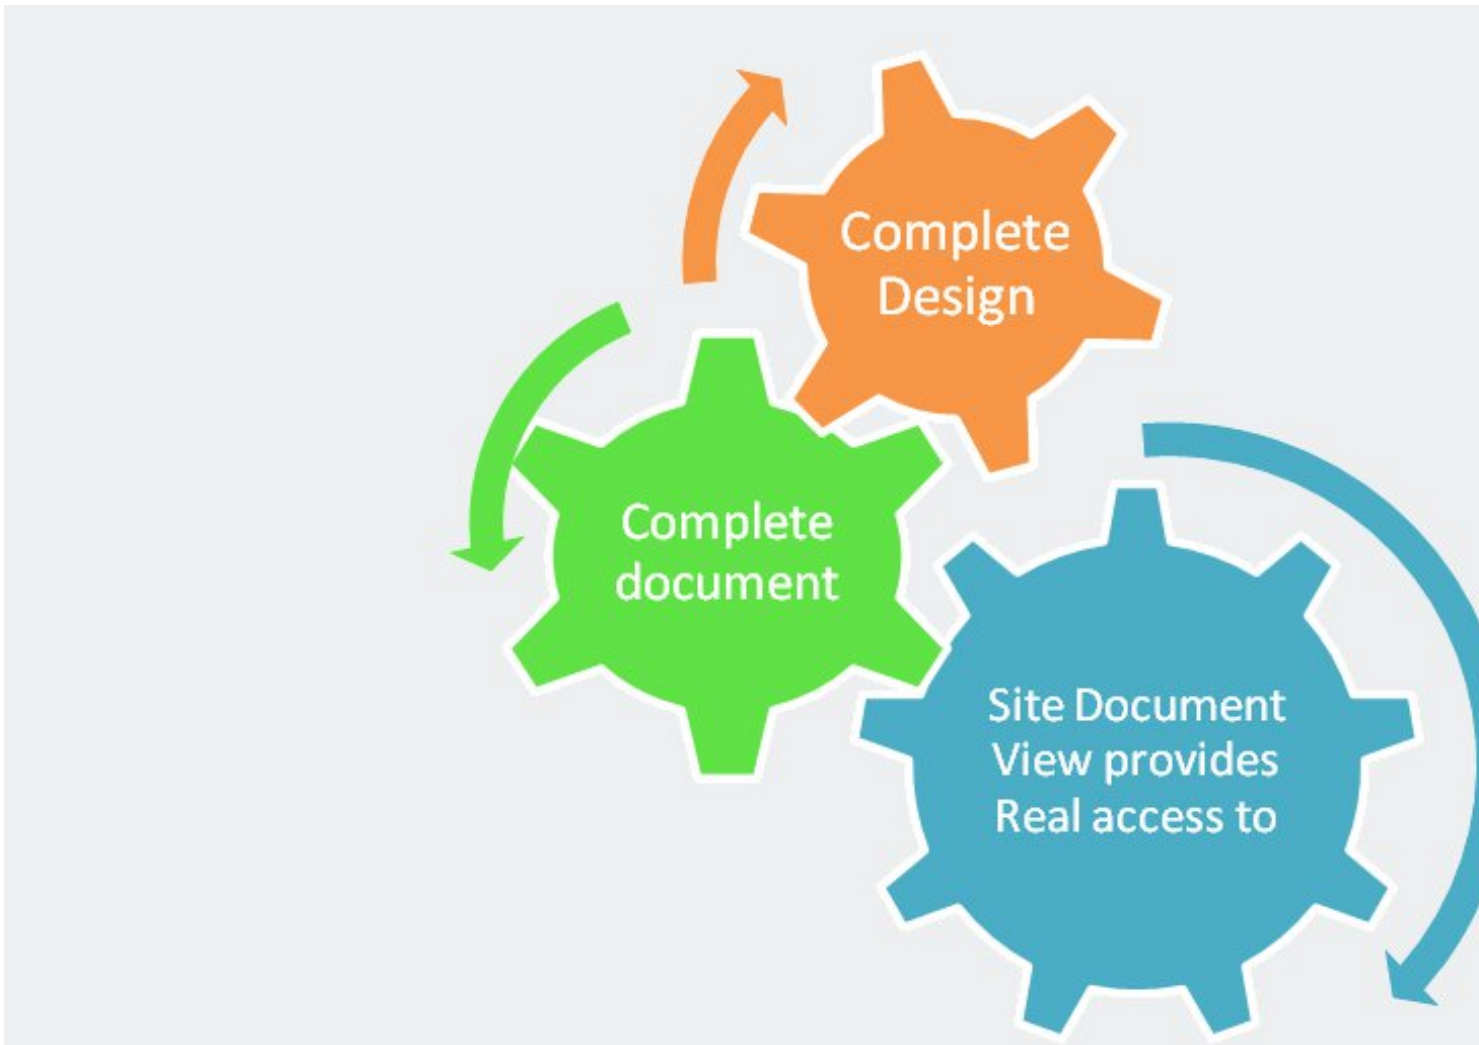 Complete
Design
Complete
document
Site Document
View provides
Real access to